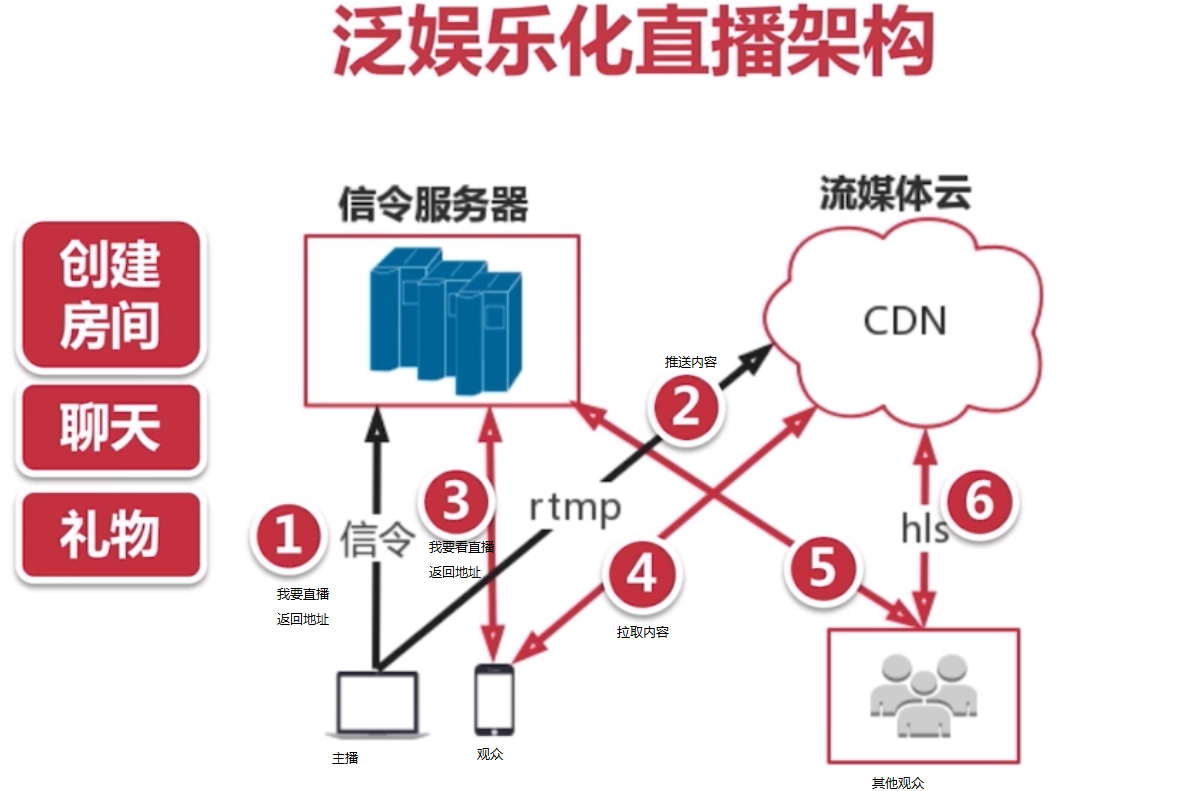 泛娱乐化直播架构
信令服务器
流媒体云
创建
房间
聊天
礼物
CDN
推送内容
2
1
信令
我要直播
返回地址
3
我要看直播
返回地址
rtmp
4
拉取内容
5
hls
6
主播
观众
其他观众